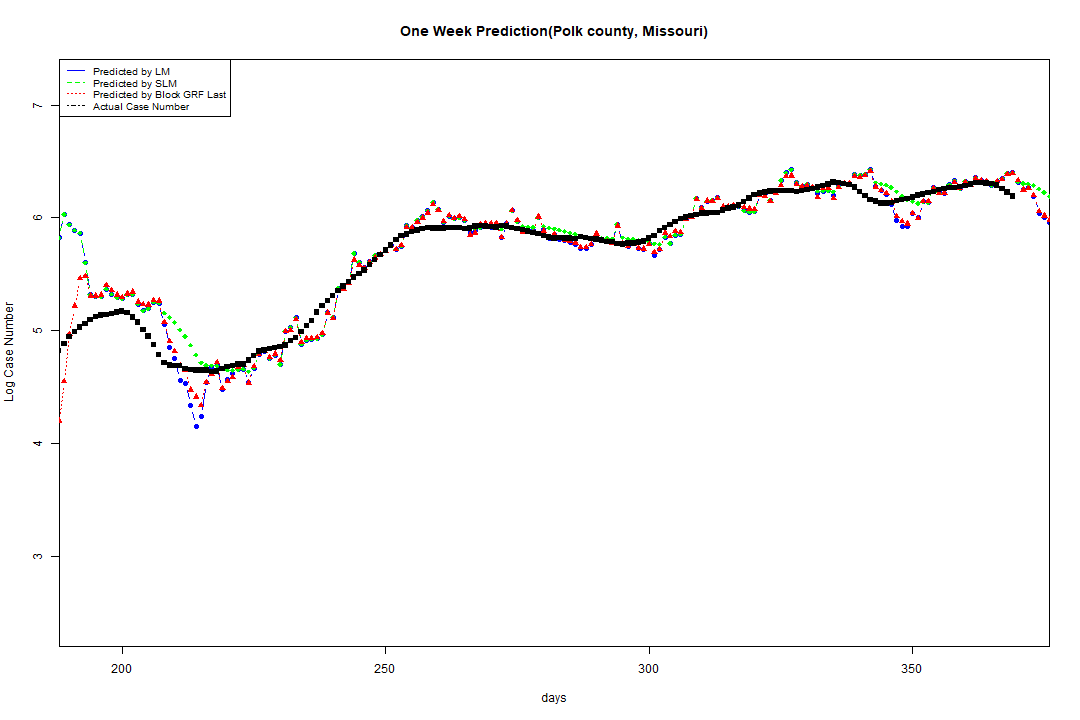 One Week Prediction(Polk county, Missouri)
Predicted by LM
Predicted by SLM
Predicted by Block GRF Last
Actual Case Number
7
6
5
4
3
Log Case Number
200 250 300 350
days